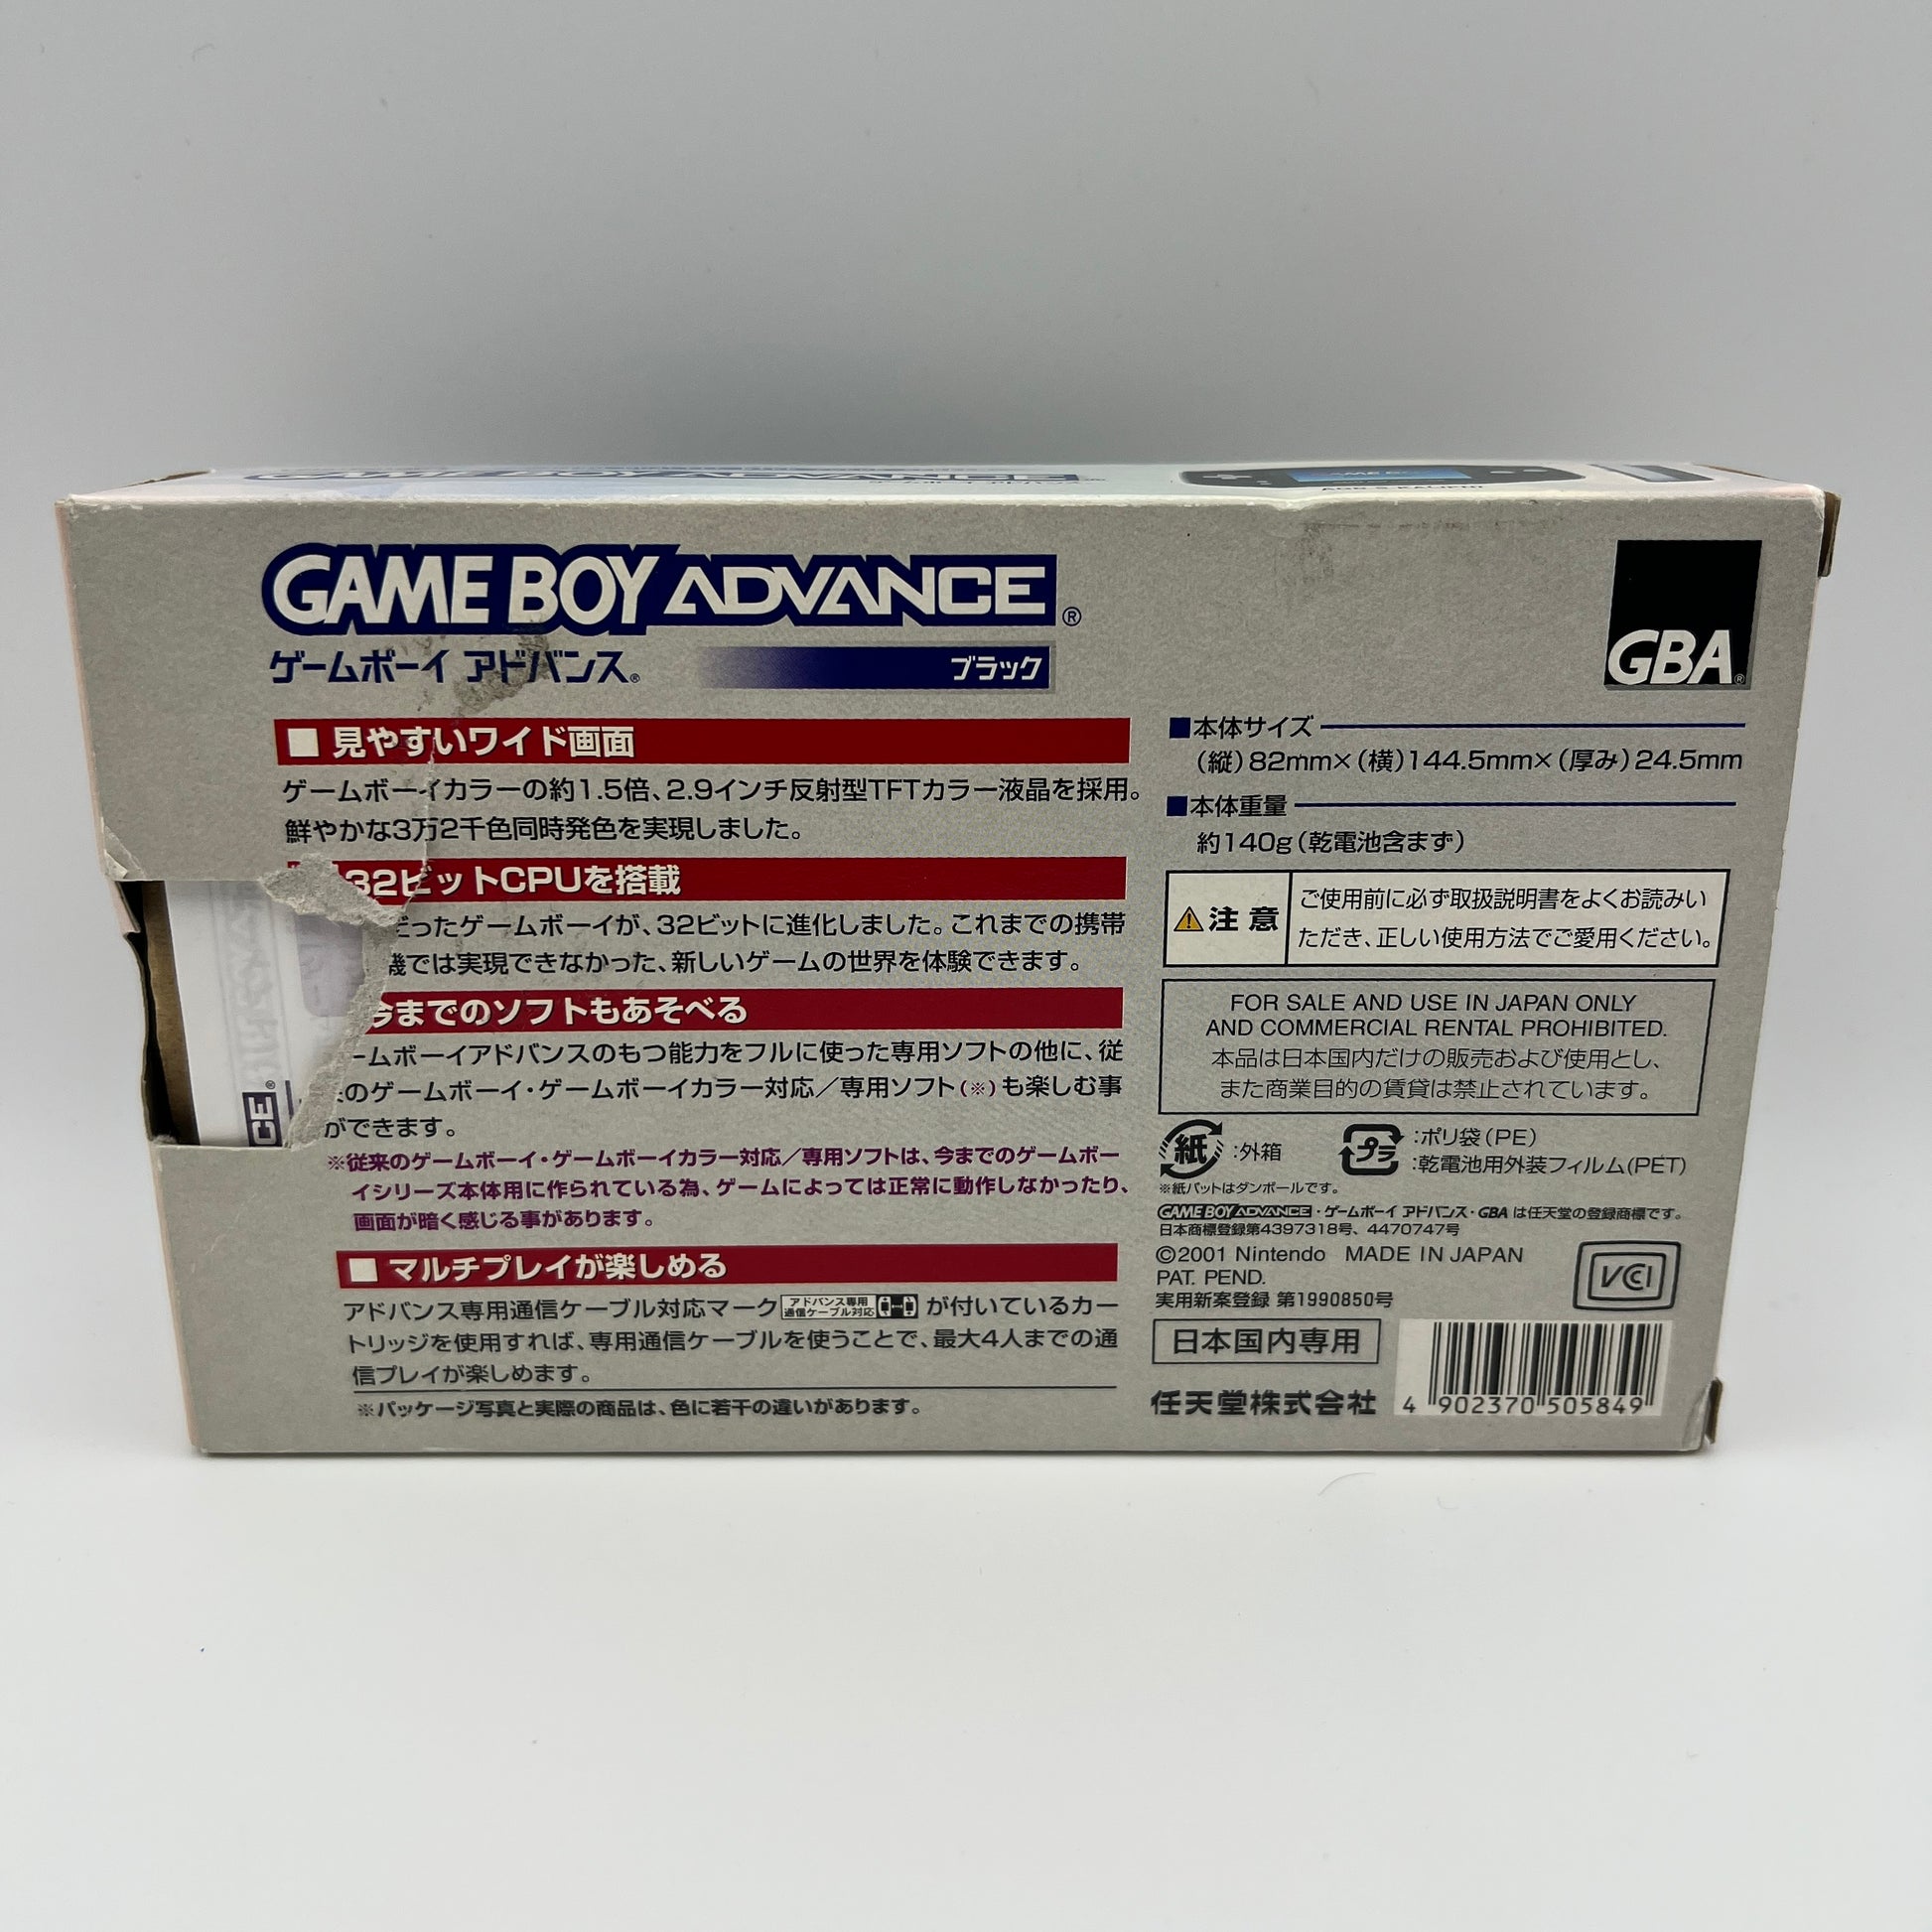 GAME BOY ADVANCE®
ゲームボーイ アドバンス®
ブラック
GBA®
■ 見やすいワイド画面
ゲームボーイカラーの約1.5倍、2.9インチ反射型TFTカラー液晶を採用。
鮮やかな3万2千色同時発色を実現しました。
32ビットCPUを搭載
だったゲームボーイが、32ビットに進化しました。これまでの携帯
機では実現できなかった、新しいゲームの世界を体験できます。
今までのソフトもあそべる
ームボーイアドバンスのもつ能力をフルに使った専用ソフトの他に、従
のゲームボーイ・ゲームボーイカラー対応／専用ソフト(※)も楽しむ事
ができます。
※従来のゲームボーイ・ゲームボーイカラー対応／専用ソフトは、今までのゲームボー
イシリーズ本体用に作られている為、ゲームによっては正常に動作しなかったり、
画面が暗く感じる事があります。
■ マルチプレイが楽しめる
アドバンス専用通信ケーブル対応マーク アドバンス専用 通信ケーブル対応 が付いているカー
トリッジを使用すれば、専用通信ケーブルを使うことで、最大4人までの通
信プレイが楽しめます。
※パッケージ写真と実際の商品は、色に若干の違いがあります。
CE®
■本体サイズ
(縦)82mm×(横)144.5mm×(厚み)24.5mm
■本体重量
約140g(乾電池含まず)
注意
ご使用前に必ず取扱説明書をよくお読みい
ただき、正しい使用方法でご愛用ください。
FOR SALE AND USE IN JAPAN ONLY
AND COMMERCIAL RENTAL PROHIBITED.
本品は日本国内だけの販売および使用とし、
また商業目的の賃貸は禁止されています。
紙 :外箱
プラ :ポリ袋(PE)
:乾電池用外装フィルム(PET)
※紙パットはダンボールです。
GAME BOY ADVANCE・ゲームボーイ アドバンス・GBA は任天堂の登録商標です。
日本商標登録第4397318号、4470747号
©2001 Nintendo MADE IN JAPAN
PAT. PEND.
実用新案登録 第1990850号
VCI
日本国内専用
任天堂株式会社
4 902370 505849